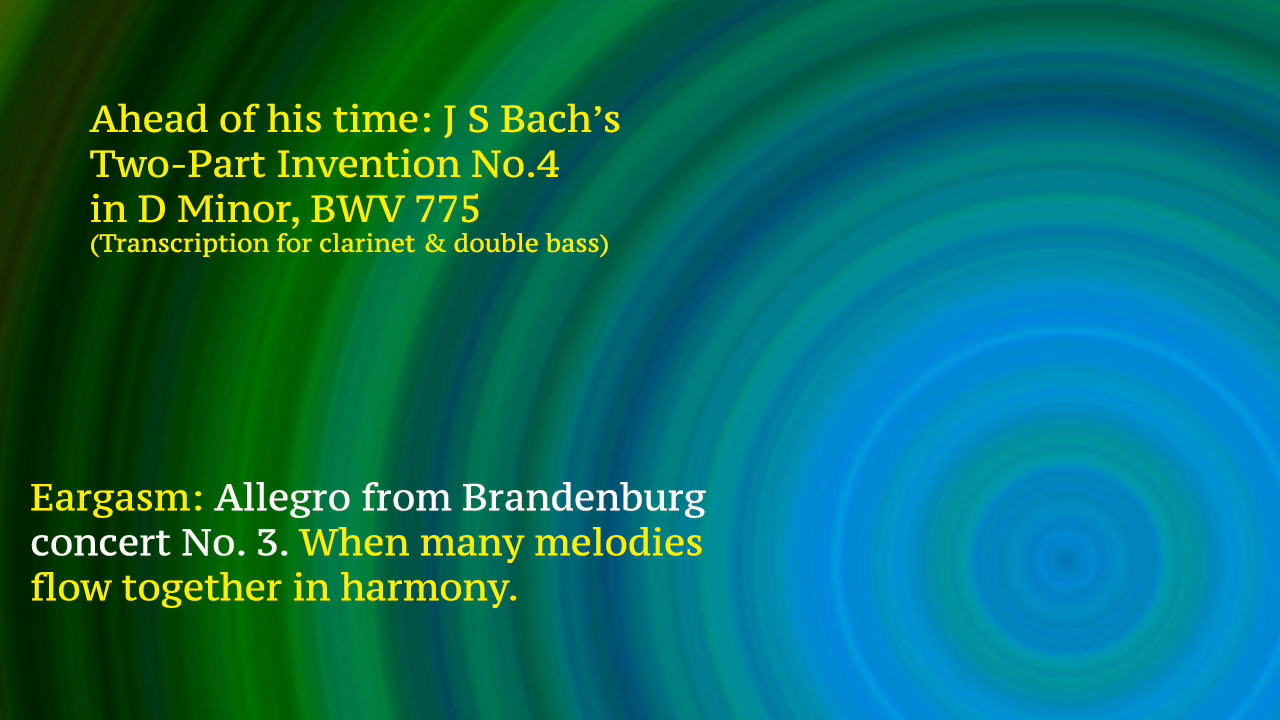 Ahead of his time: J S Bach’s
Two-Part Invention No.4
in D Minor, BWV 775
(Transcription for clarinet & double bass)
Eargasm: Allegro from Brandenburg
concert No. 3. When many melodies
flow together in harmony.